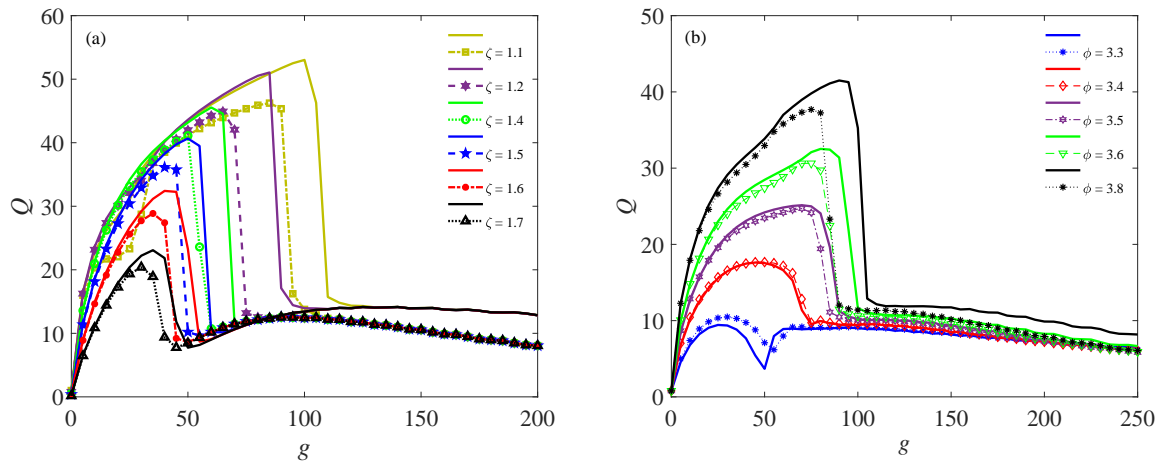 (a)
ζ = 1.1
ζ = 1.2
ζ = 1.4
ζ = 1.5
ζ = 1.6
ζ = 1.7
60
50
40
30
20
10
0
Q
0 50 100 150 200
g
(b)
ϕ = 3.3
ϕ = 3.4
ϕ = 3.5
ϕ = 3.6
ϕ = 3.8
50
40
30
20
10
0
Q
0 50 100 150 200 250
g